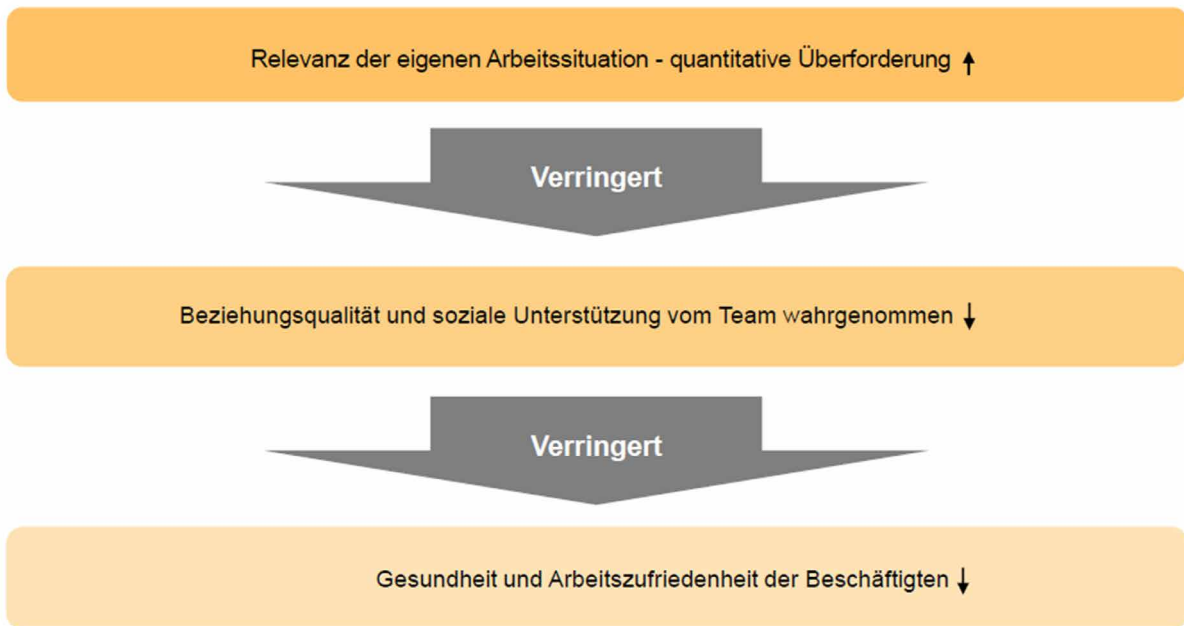 Relevanz der eigenen Arbeitssituation - quantitative Überforderung ↑
Verringert
Beziehungsqualität und soziale Unterstützung vom Team wahrgenommen ↓
Verringert
Gesundheit und Arbeitszufriedenheit der Beschäftigten ↓